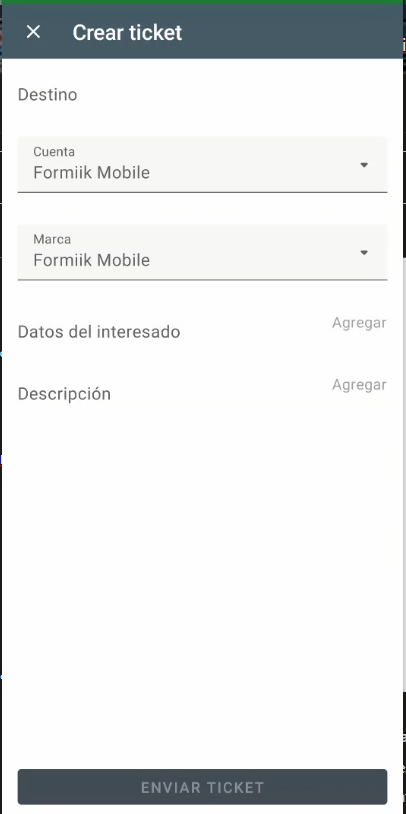 Crear ticket
Destino
Cuenta
Formiik Mobile
Marca
Formiik Mobile
Datos del interesado
Agregar
Descripción
Agregar
ENVIAR TICKET